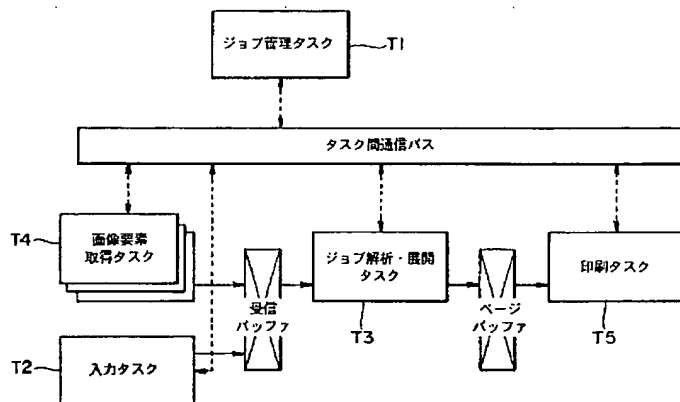 ジョブ管理タスク
T1
タスク間通信バス
T4
画像要素
取得タスク
受信
バッファ
ジョブ解析・展開
タスク
T3
ページ
バッファ
印刷タスク
T5
T2
入力タスク